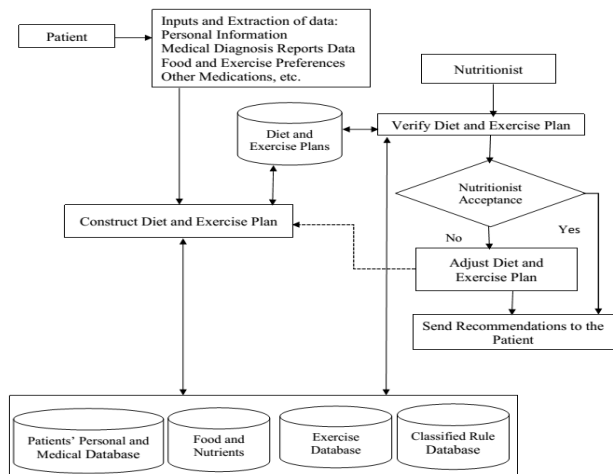 Patient
Inputs and Extraction of data:
Personal Information
Medical Diagnosis Reports Data
Food and Exercise Preferences
Other Medications, etc.
Nutritionist
Diet and
Exercise Plans
Verify Diet and Exercise Plan
Nutritionist
Acceptance
Construct Diet and Exercise Plan
No
Yes
Adjust Diet and
Exercise Plan
Send Recommendations to the
Patient
Patients' Personal and
Medical Database
Food and
Nutrients
Exercise
Database
Classified Rule
Database